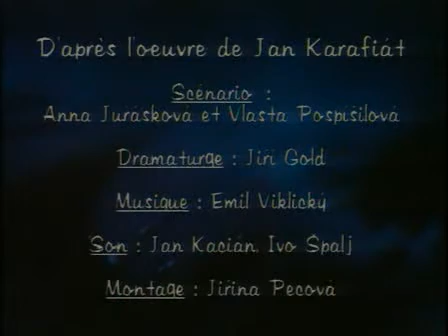 D'après l'oeuvre de Jan Karafiát
Scénario :
Anna Jurásková et Vlasta Pospíšilová
Dramaturge : Jiří Gold
Musique : Emil Viklický
Son : Jan Kacián, Ivo Špalj
Montage : Jiřina Pecová